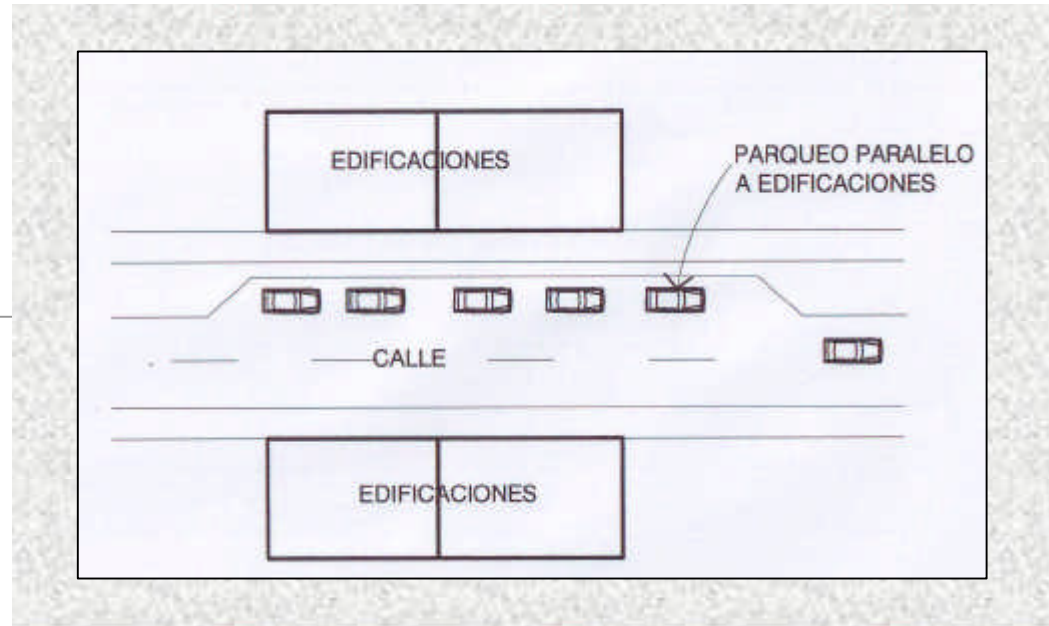 EDIFICACIONES
PARQUEO PARALELO
A EDIFICACIONES
CALLE
EDIFICACIONES